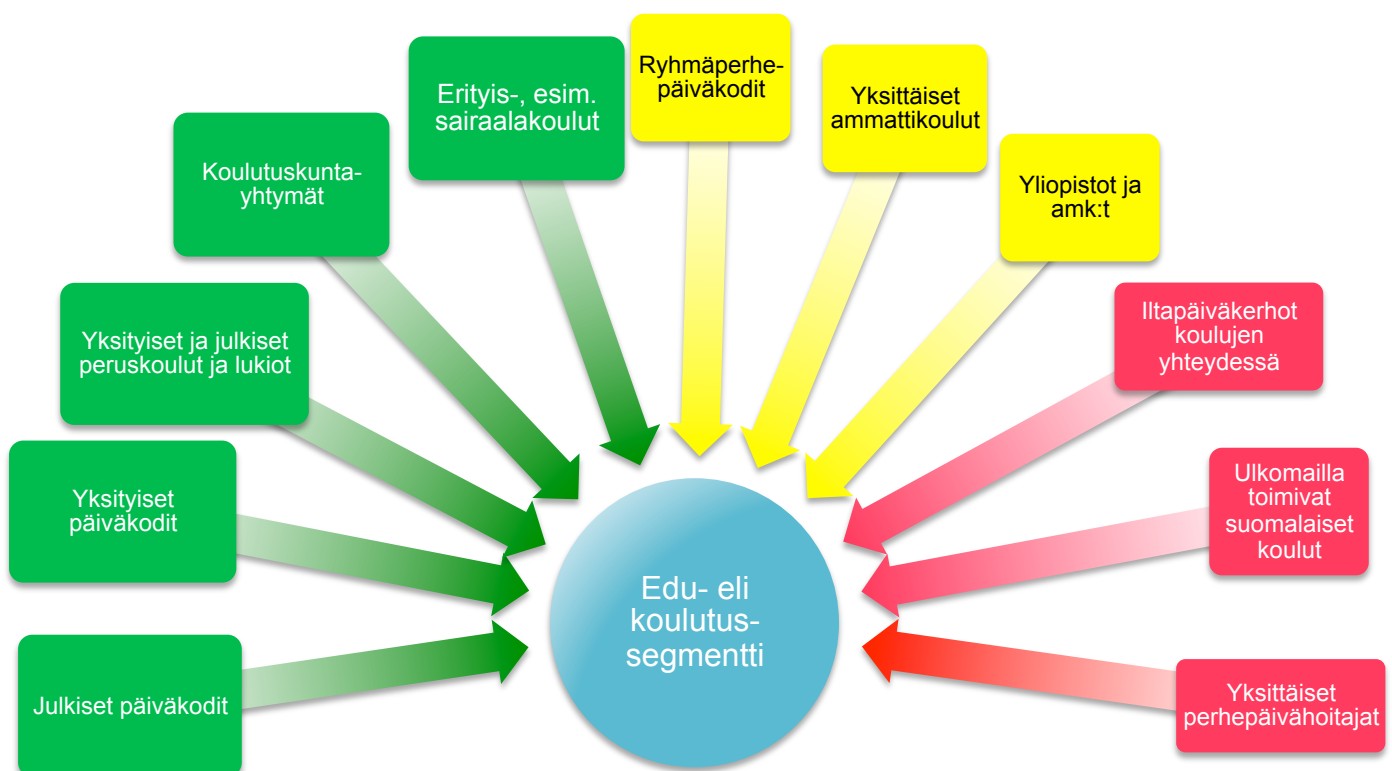 Ryhmäperhe-
päiväkodit
Erityis-, esim.
sairaalakoulut
Yksittäiset
ammattikoulut
Koulutuskunta-
yhtymät
Yliopistot ja
amk:t
Yksityiset ja julkiset
peruskoulut ja lukiot
Iltapäiväkerhot
koulujen
yhteydessä
Yksityiset
päiväkodit
Ulkomailla
toimivat
suomalaiset
koulut
Julkiset päiväkodit
Edu- eli
koulutus-
segmentti
Yksittäiset
perhepäivähoitajat